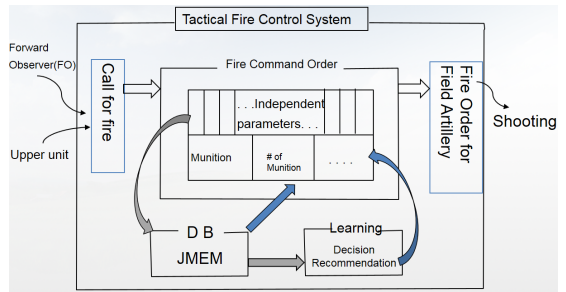 Tactical Fire Control System
Forward
Observer(FO)
Upper unit
Call for fire
Fire Command Order
. . .Independent
parameters. . .
Munition
# of
Munition
. . . .
Fire Order for
Field Artillery
Shooting
D B
JMEM
Learning
Decision
Recommendation